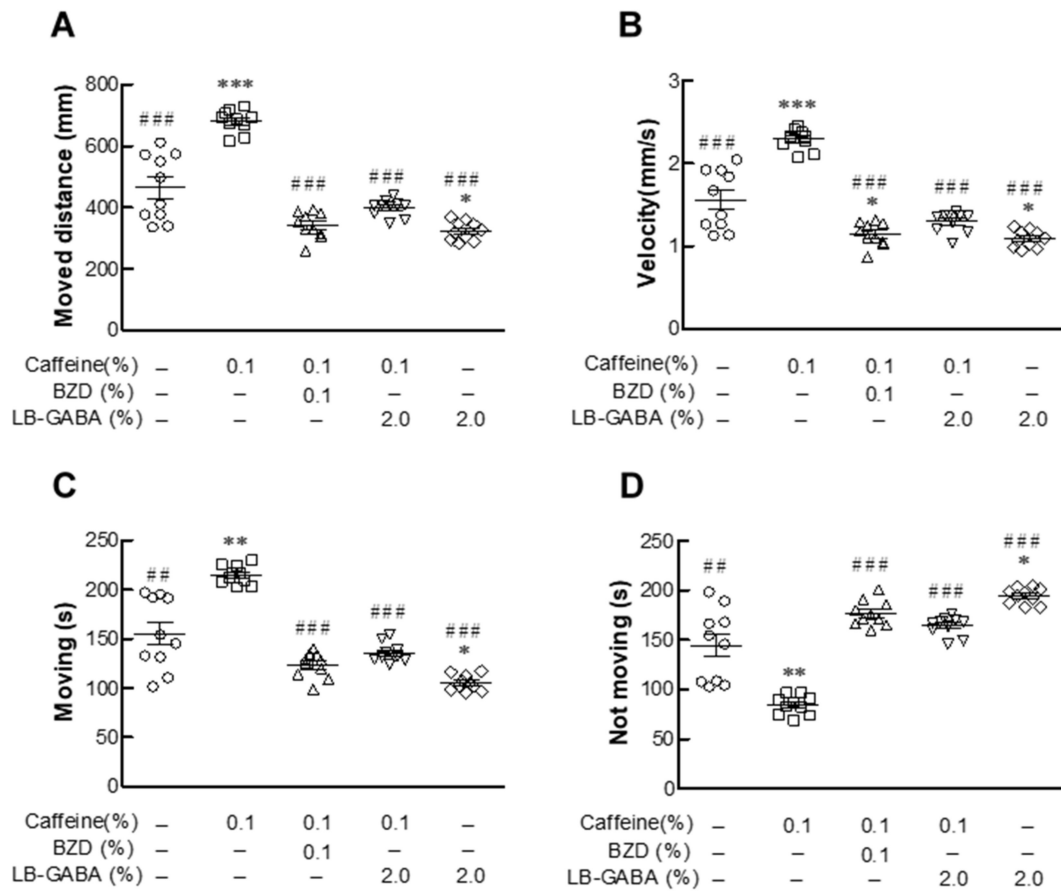 A
Moved distance (mm)
800
600
400
200
0
###
***
###
###
###
*
Caffeine(%) – 0.1 0.1 0.1 –
BZD (%) – – 0.1 – –
LB-GABA (%) – – – 2.0 2.0
B
Velocity(mm/s)
3
2
1
0
###
***
###
*
###
###
*
Caffeine(%) – 0.1 0.1 0.1 –
BZD (%) – – 0.1 – –
LB-GABA (%) – – – 2.0 2.0
C
Moving (s)
250
200
150
100
50
0
##
**
###
###
###
*
Caffeine(%) – 0.1 0.1 0.1 –
BZD (%) – – 0.1 – –
LB-GABA (%) – – – 2.0 2.0
D
Not moving (s)
250
200
150
100
50
0
##
**
###
###
###
*
Caffeine(%) – 0.1 0.1 0.1 –
BZD (%) – – 0.1 – –
LB-GABA (%) – – – 2.0 2.0